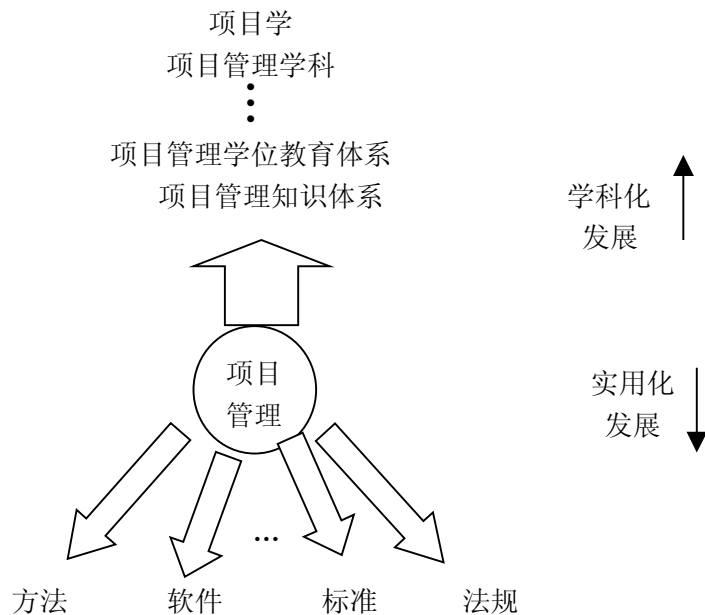 项目学
项目管理学科
项目管理学位教育体系
项目管理知识体系
学科化
发展
项目
管理
实用化
发展
...
方法 软件 标准 法规